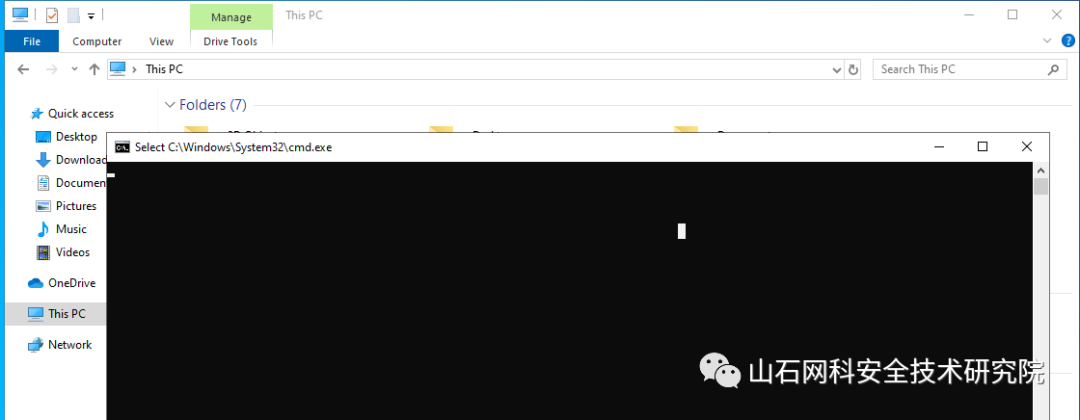 Manage
This PC
File
Computer
View
Drive Tools
This PC
Search This PC
Quick access
Folders (7)
Desktop
Select C:\Windows\System32\cmd.exe
Download
Documen
Pictures
Music
Videos
OneDrive
This PC
Network
山石网科安全技术研究院